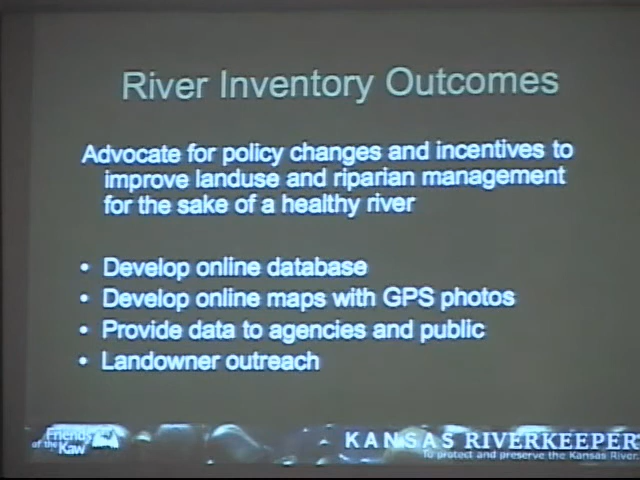 River Inventory Outcomes
Advocate for policy changes and incentives to
improve landuse and riparian management
for the sake of a healthy river
• Develop online database
• Develop online maps with GPS photos
• Provide data to agencies and public
• Landowner outreach
Friends
of the Kaw
KANSAS RIVERKEEPER
To protect and preserve the Kansas River.